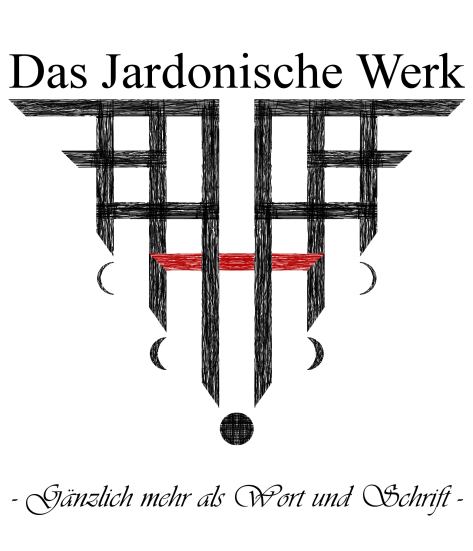 Das Jardonische Werk
- Gänzlich mehr als Wort und Schrift -